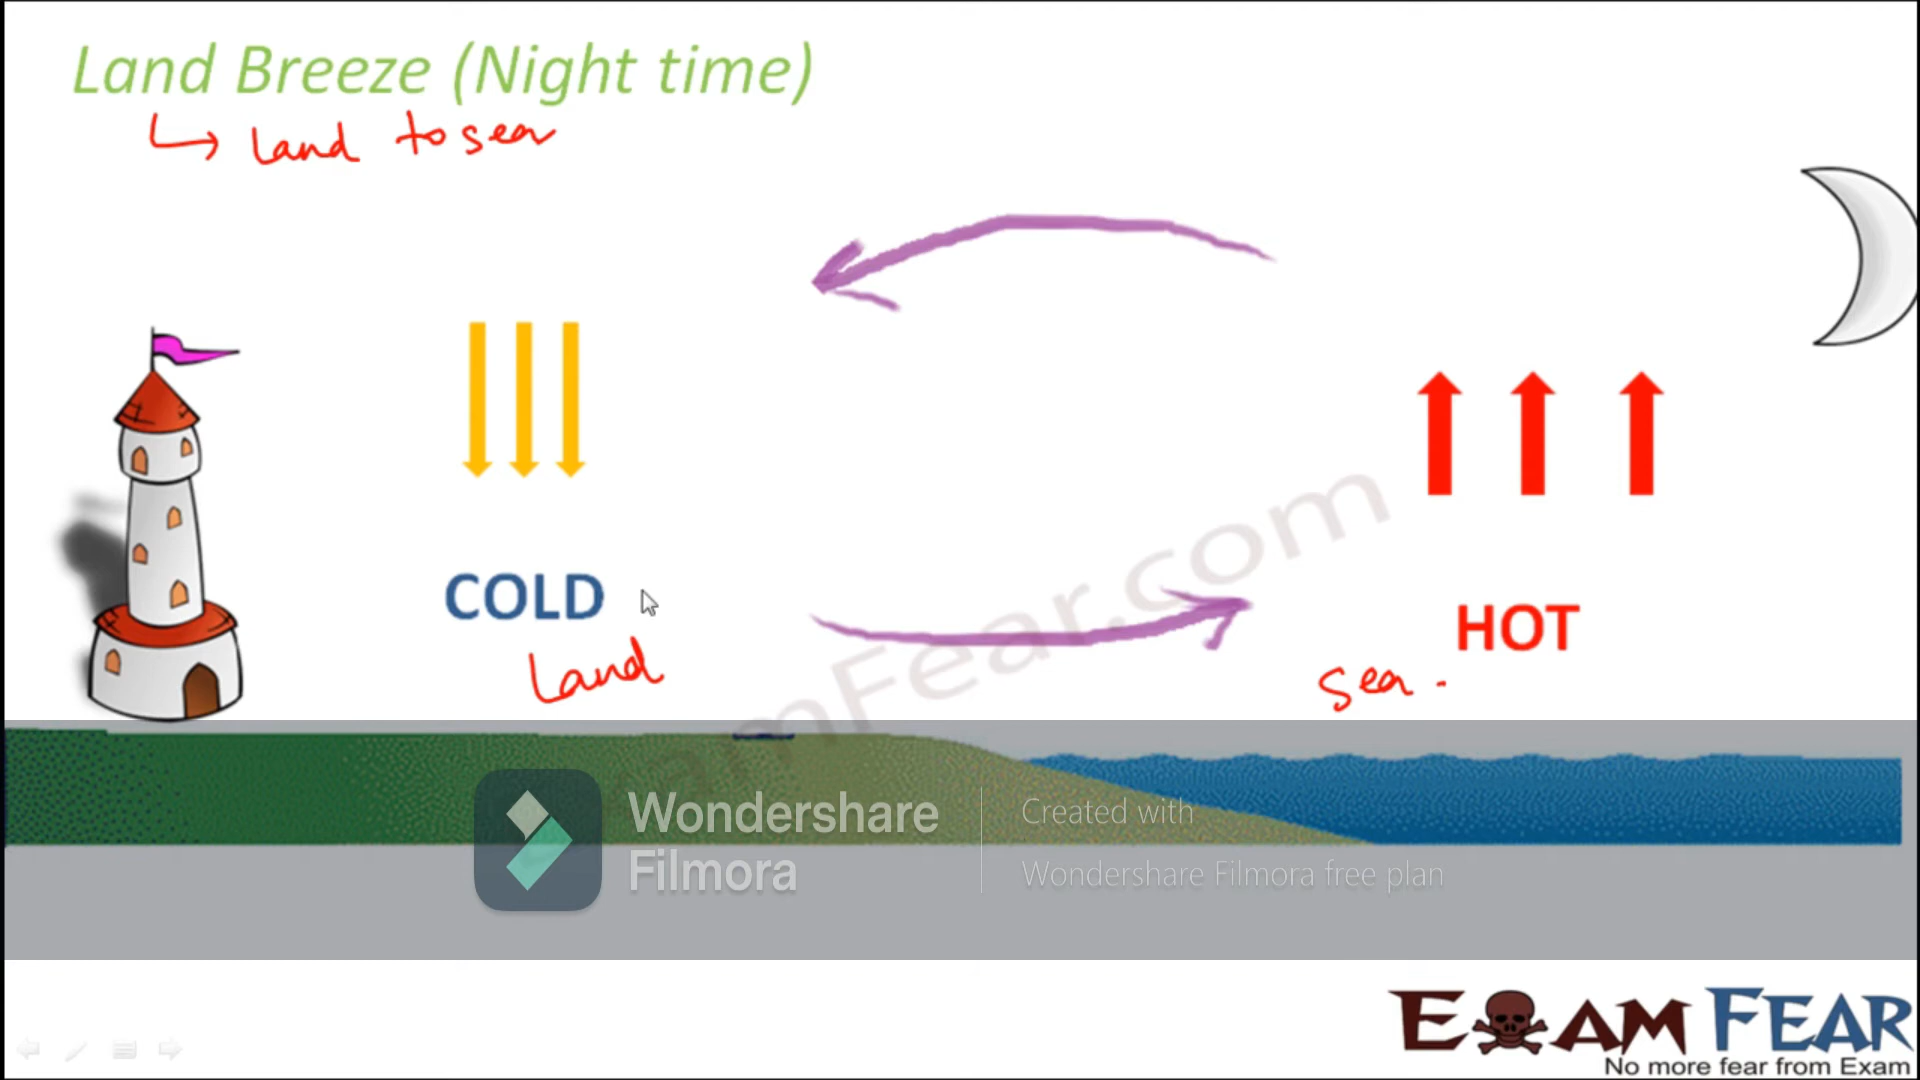 Land Breeze (Night time)
Land to sea
COLD
HOT
Land
sea.
amFear.com
Wondershare
Filmora
Created with
Wondershare Filmora free plan
EXAM FEAR
No more fear from Exam